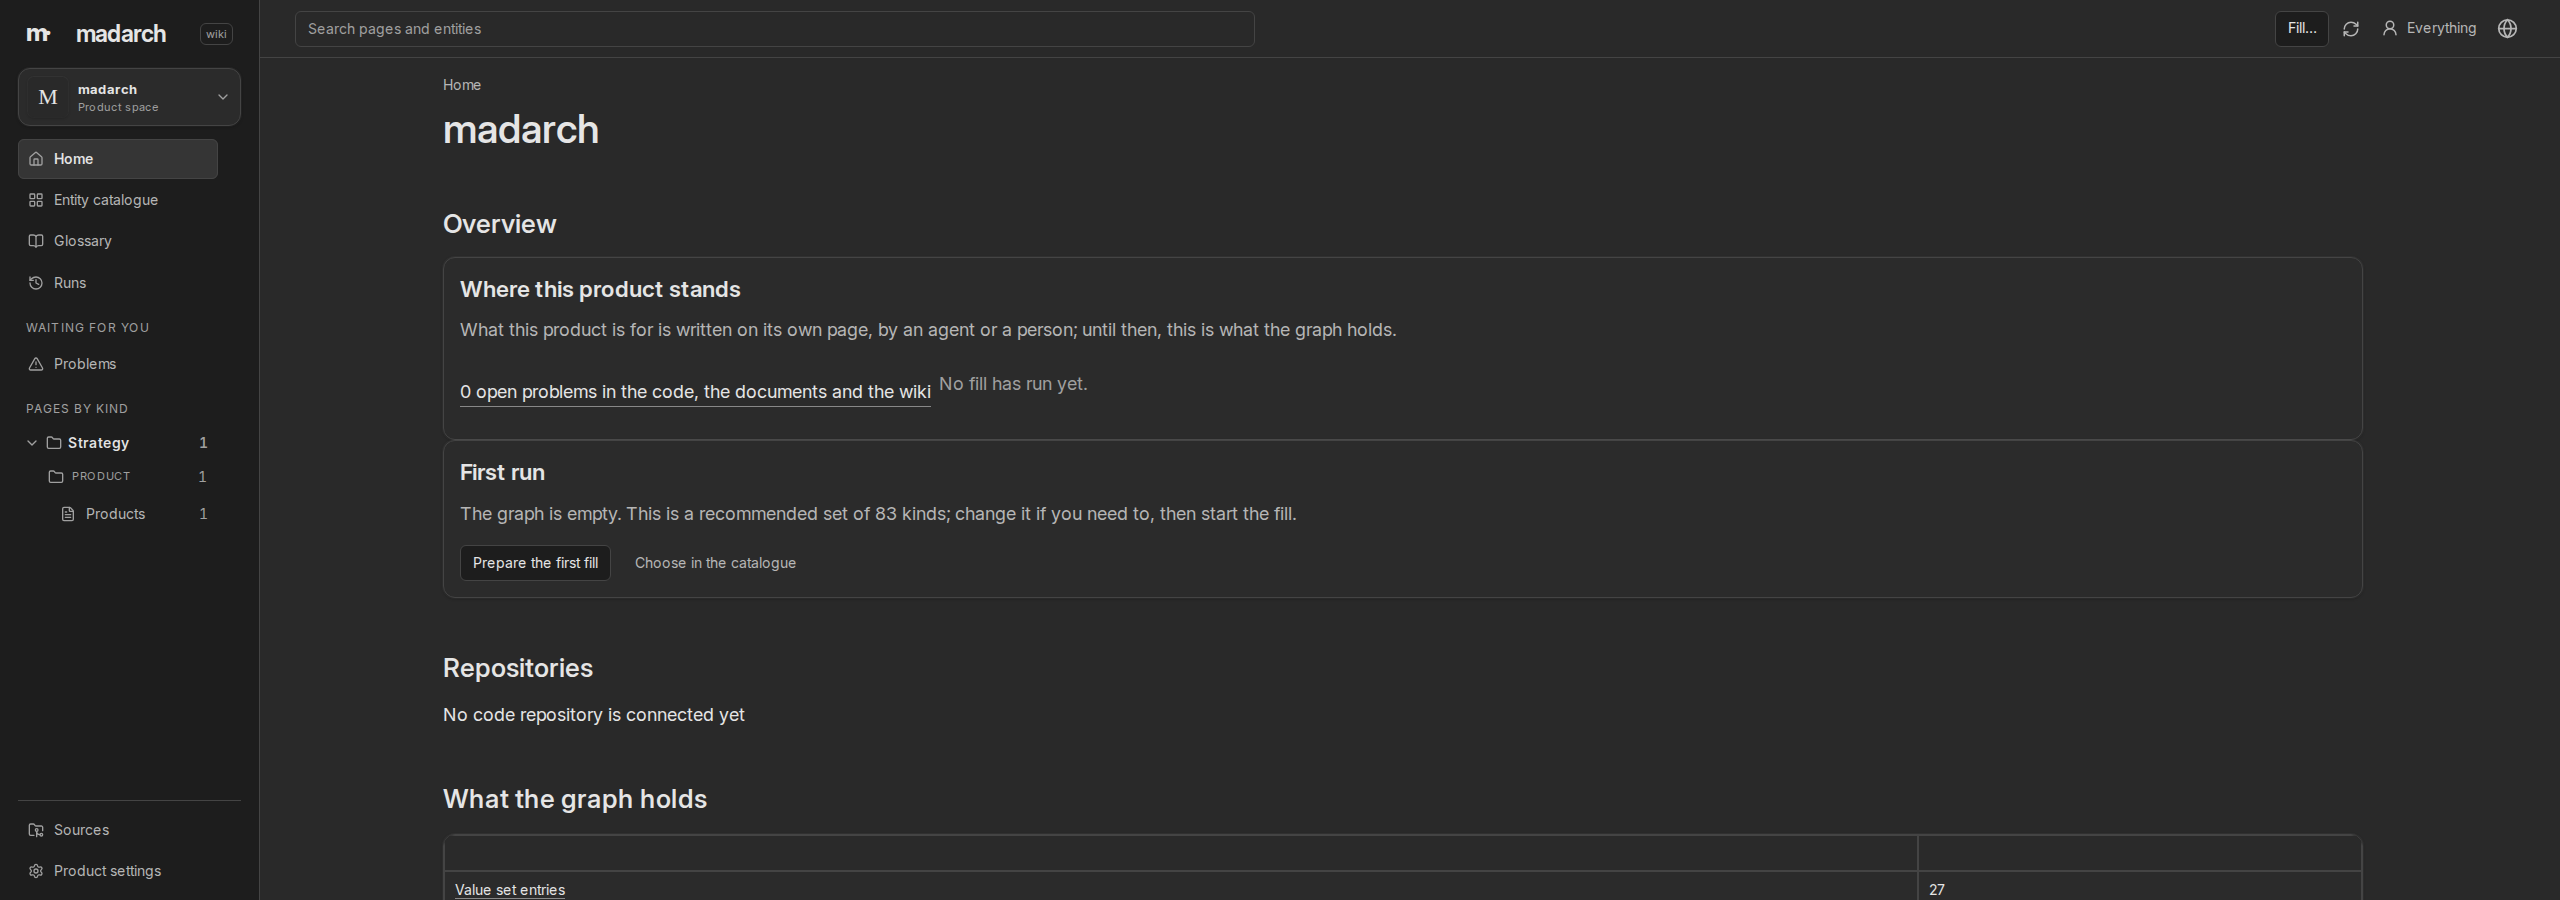 m
madarch
wiki
M
madarch
Product space
Home
Entity catalogue
Glossary
Runs
WAITING FOR YOU
Problems
PAGES BY KIND
Strategy 1
PRODUCT 1
Products 1
Sources
Product settings
Search pages and entities
Fill...
Everything
Home
madarch
Overview
Where this product stands
What this product is for is written on its own page, by an agent or a person; until then, this is what the graph holds.
0 open problems in the code, the documents and the wiki No fill has run yet.
First run
The graph is empty. This is a recommended set of 83 kinds; change it if you need to, then start the fill.
Prepare the first fill Choose in the catalogue
Repositories
No code repository is connected yet
What the graph holds
Value set entries 27